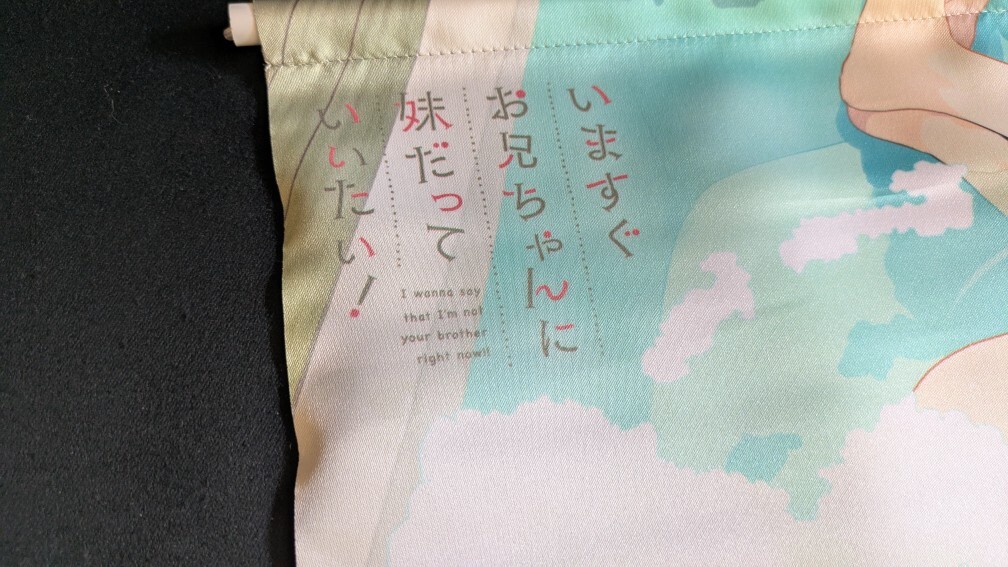 いますぐ
お兄ちゃんに
妹だって
いいたい！
I wanna say
that I'm not
your brother
right now!!